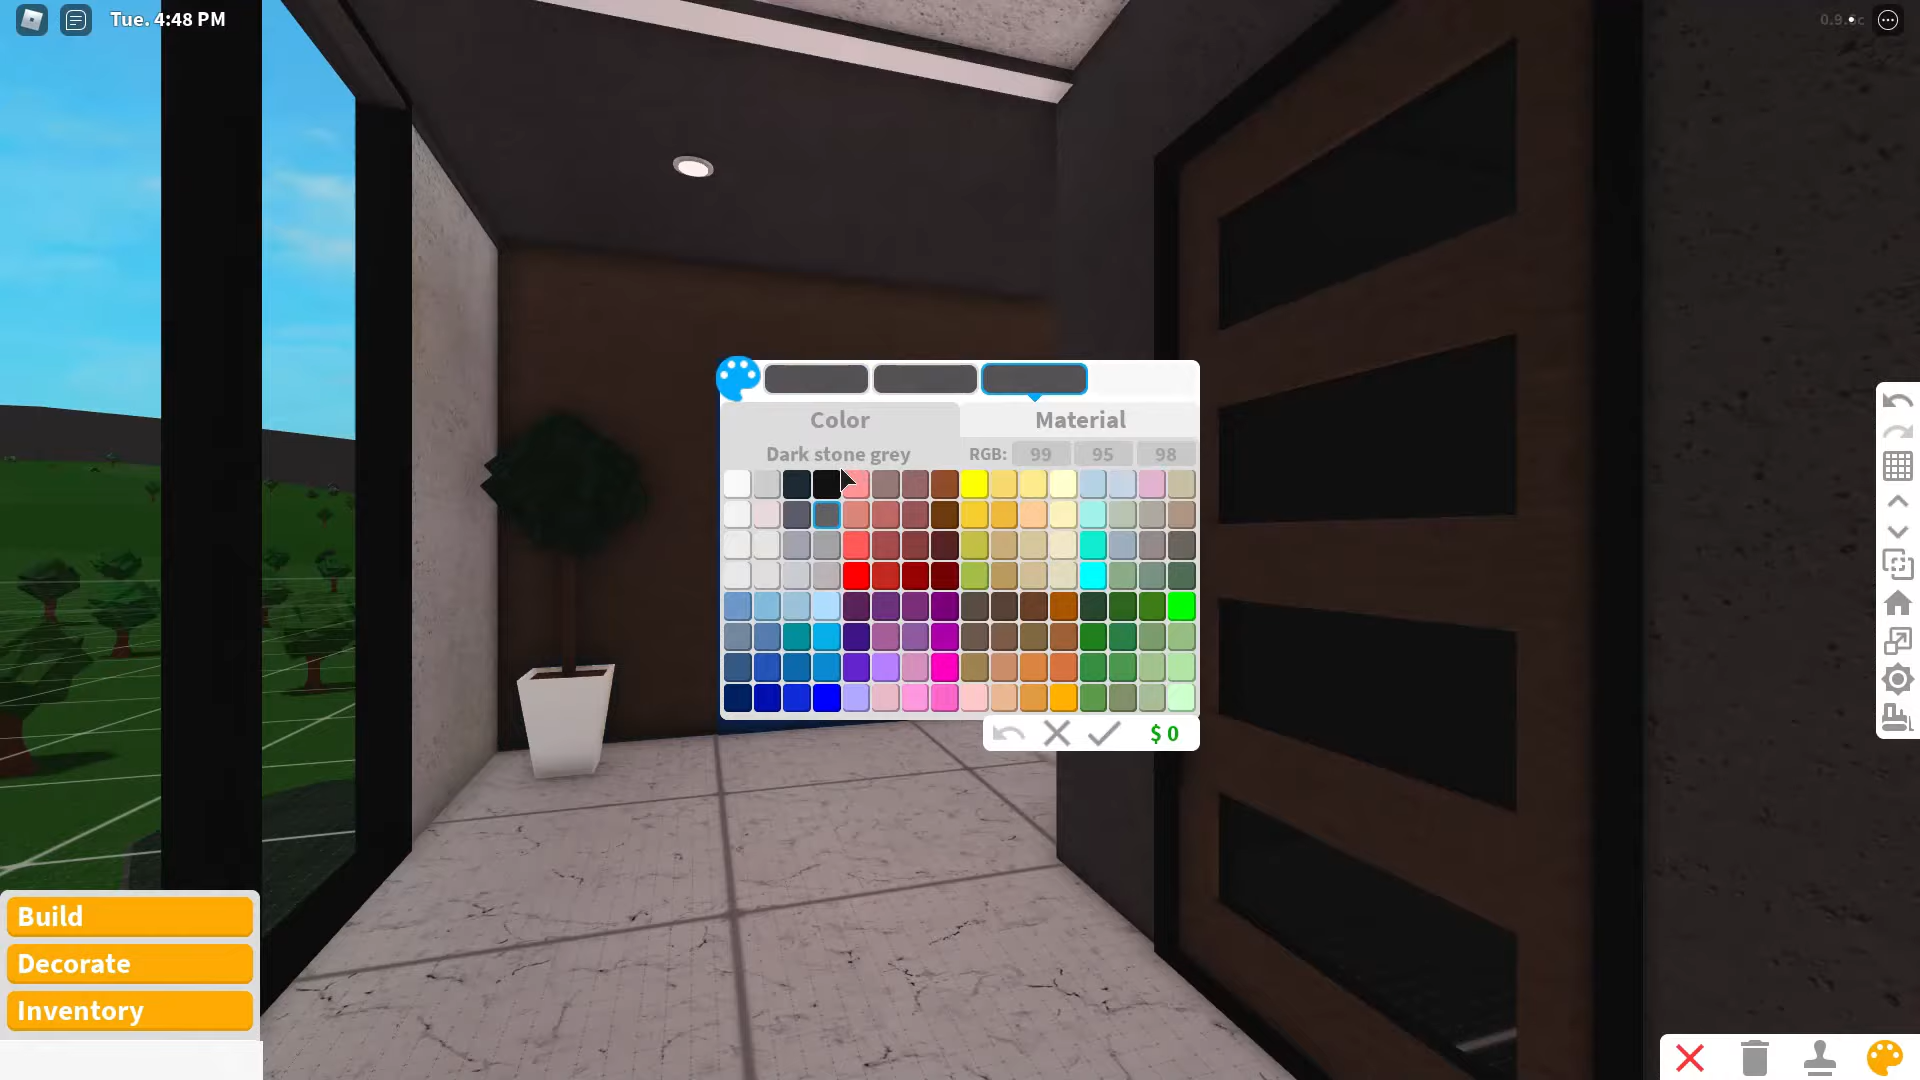 Tue. 4:48 PM
Color
Material
Dark stone grey
RGB: 99 95 98
$ 0
Build
Decorate
Inventory